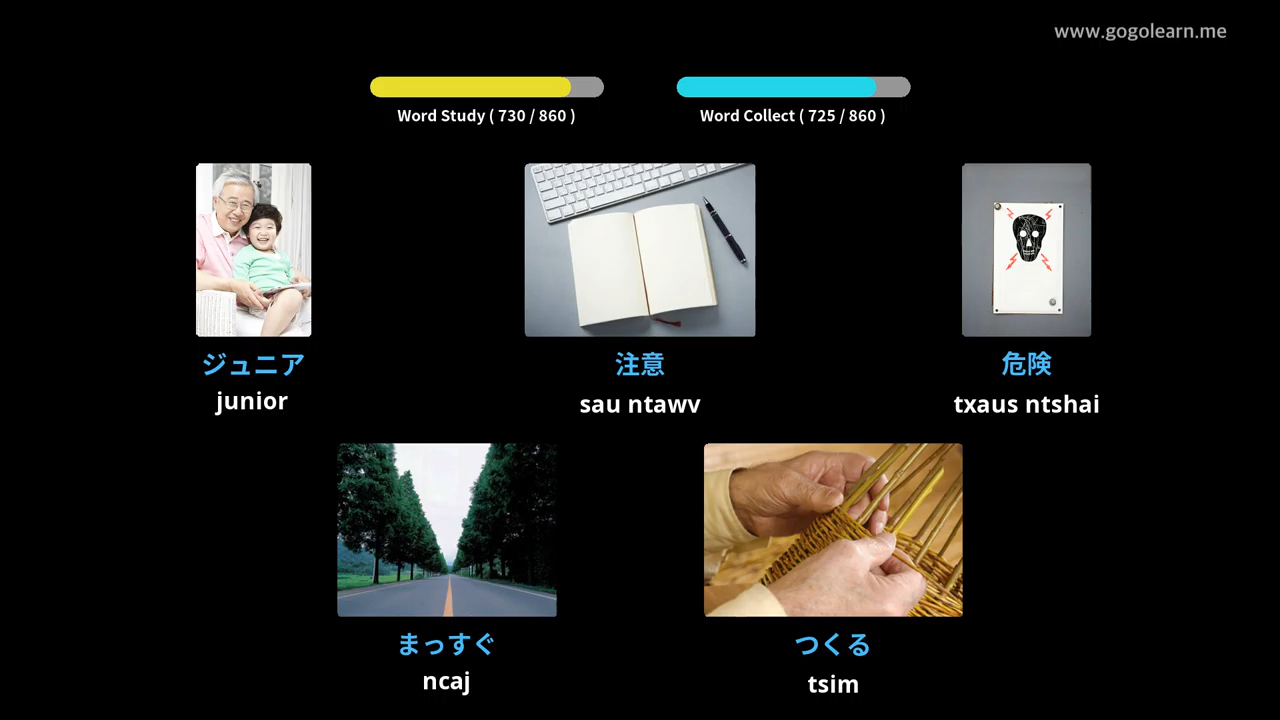 www.gogolearn.me
Word Study ( 730 / 860 )
Word Collect ( 725 / 860 )
ジュニア
junior
注意
sau ntawv
危険
txaus ntshai
まっすぐ
ncaj
つくる
tsim